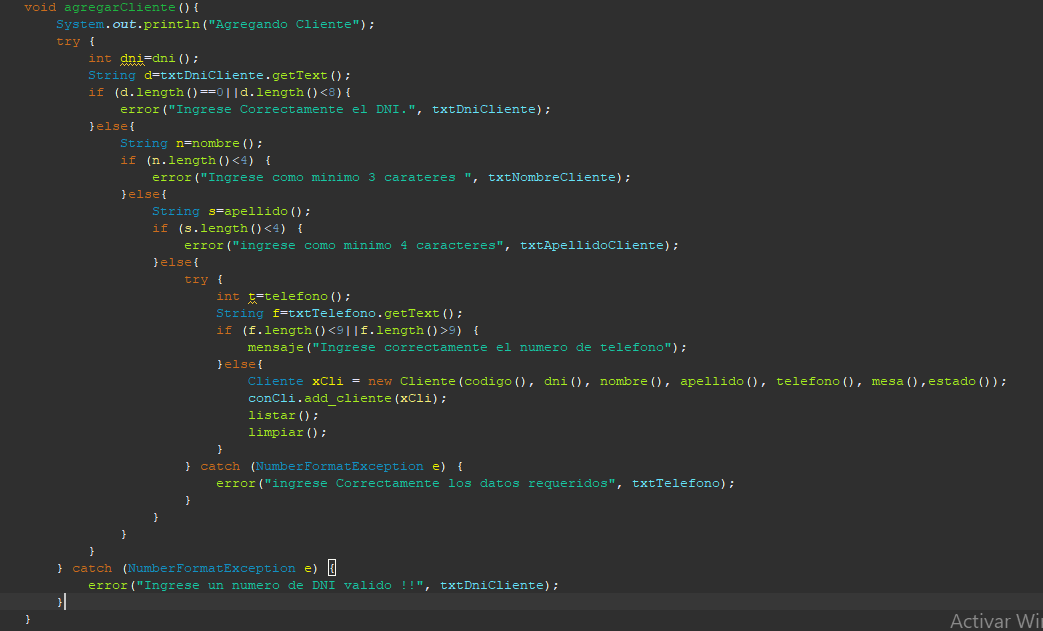 void agregarCliente(){
System.out.println("Agregando Cliente");
try {
int dni=dni();
String d=txtDniCliente.getText();
if (d.length()==0||d.length()<8){
error("Ingrese Correctamente el DNI.", txtDniCliente);
}else{
String n=nombre();
if (n.length()<4) {
error("Ingrese como minimo 3 carateres ", txtNombreCliente);
}else{
String s=apellido();
if (s.length()<4) {
error("ingrese como minimo 4 caracteres", txtApellidoCliente);
}else{
try {
int t=telefono();
String f=txtTelefono.getText();
if (f.length()<9||f.length()>9) {
mensaje("Ingrese correctamente el numero de telefono");
}else{
Cliente xCli = new Cliente(codigo(), dni(), nombre(), apellido(), telefono(), mesa(),estado());
conCli.add_cliente(xCli);
listar();
limpiar();
}
} catch (NumberFormatException e) {
error("ingrese Correctamente los datos requeridos", txtTelefono);
}
}
}
}
} catch (NumberFormatException e) {
error("Ingrese un numero de DNI valido !!", txtDniCliente);
}
}
Activar Wi